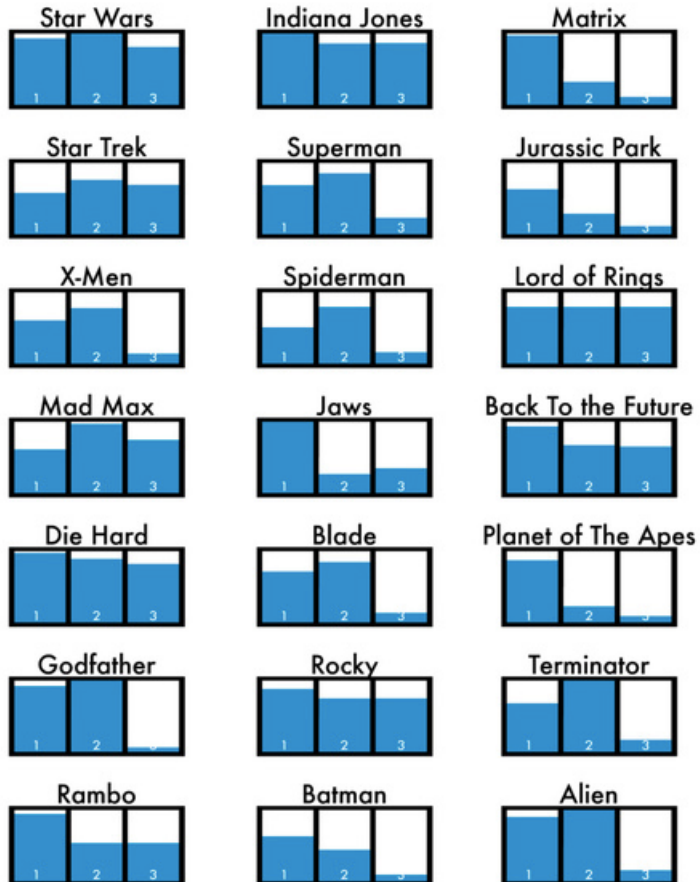 Star Wars Indiana Jones Matrix
1 2 3 1 2 3 1 2 3
Star Trek Superman Jurassic Park
1 2 3 1 2 3 1 2 3
X-Men Spiderman Lord of Rings
1 2 3 1 2 3 1 2 3
Mad Max Jaws Back To the Future
1 2 3 1 2 3 1 2 3
Die Hard Blade Planet of The Apes
1 2 3 1 2 3 1 2 3
Godfather Rocky Terminator
1 2 3 1 2 3 1 2 3
Rambo Batman Alien
1 2 3 1 2 3 1 2 3